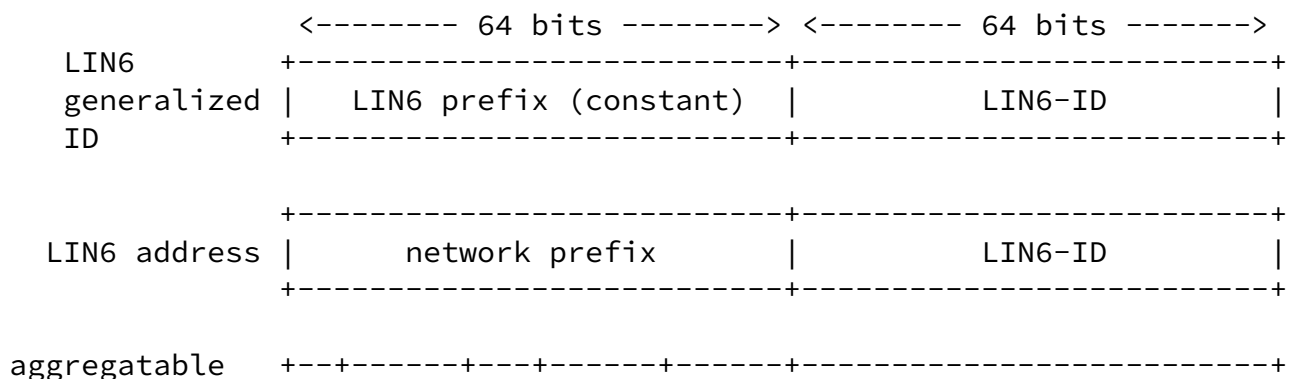 <-------- 64 bits --------> <-------- 64 bits ------->
LIN6 +---------------------------+--------------------------+
generalized | LIN6 prefix (constant) | LIN6-ID |
ID +---------------------------+--------------------------+
+---------------------------+--------------------------+
LIN6 address | network prefix | LIN6-ID |
+---------------------------+--------------------------+
aggregatable +--+------+---+------+------+--------------------------+